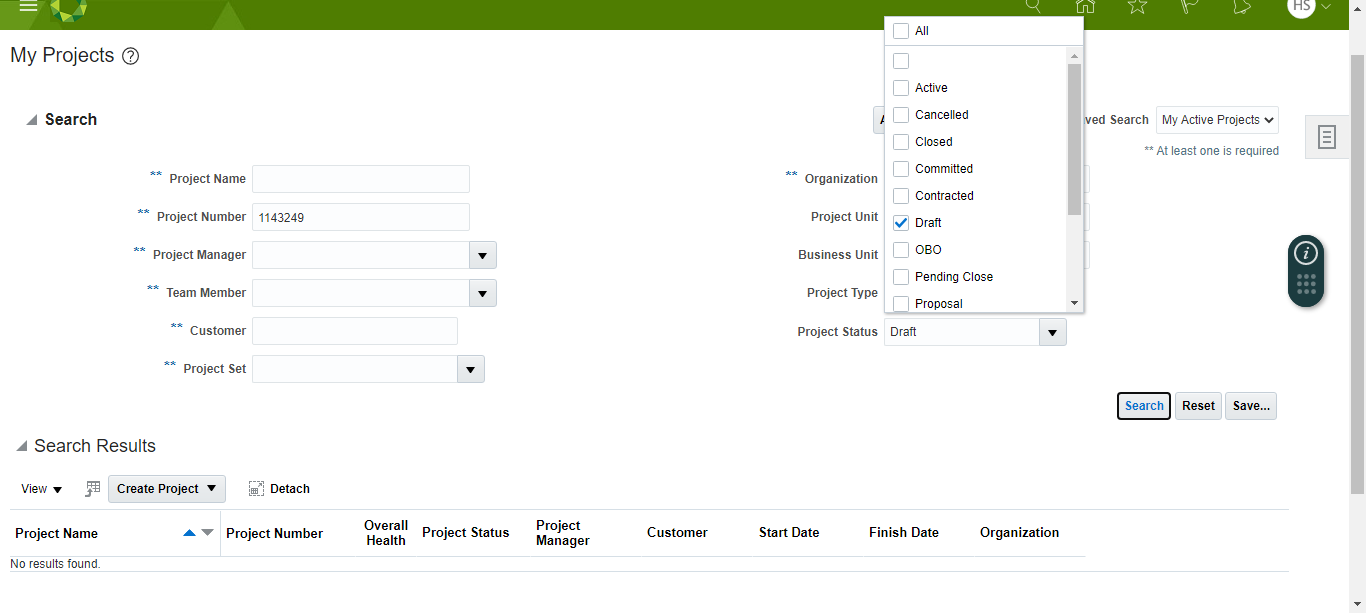 HS
My Projects
Search
A
ved Search My Active Projects
** At least one is required
** Project Name
** Project Number 1143249
** Project Manager
** Team Member
** Customer
** Project Set
** Organization
Project Unit
Business Unit
Project Type
Project Status Draft
All
Active
Cancelled
Closed
Committed
Contracted
Draft
OBO
Pending Close
Proposal
Search Reset Save...
Search Results
View Create Project Detach
Project Name Project Number Overall Health Project Status Project Manager Customer Start Date Finish Date Organization
No results found.